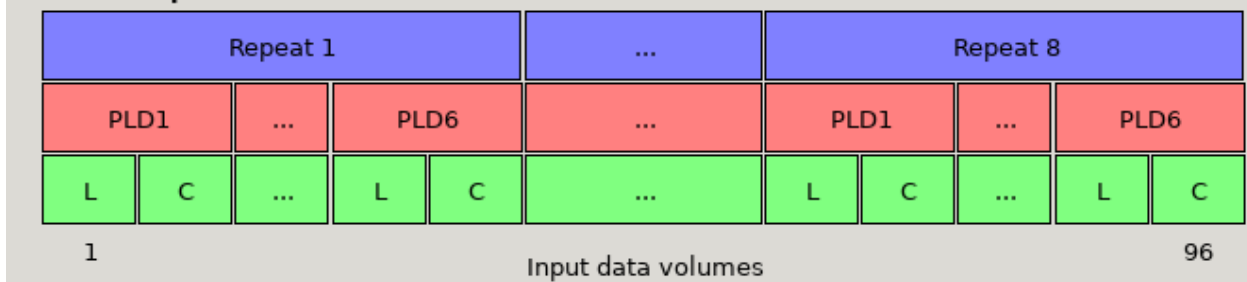 Repeat 1 ... Repeat 8
PLD1 ... PLD6 ... PLD1 ... PLD6
L C ... L C ... L C ... L C
1 96
Input data volumes